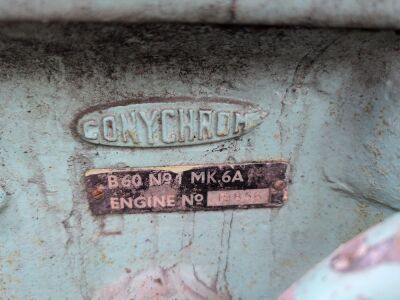 CONYCHROM
B60 No 1 MK.6A
ENGINE No